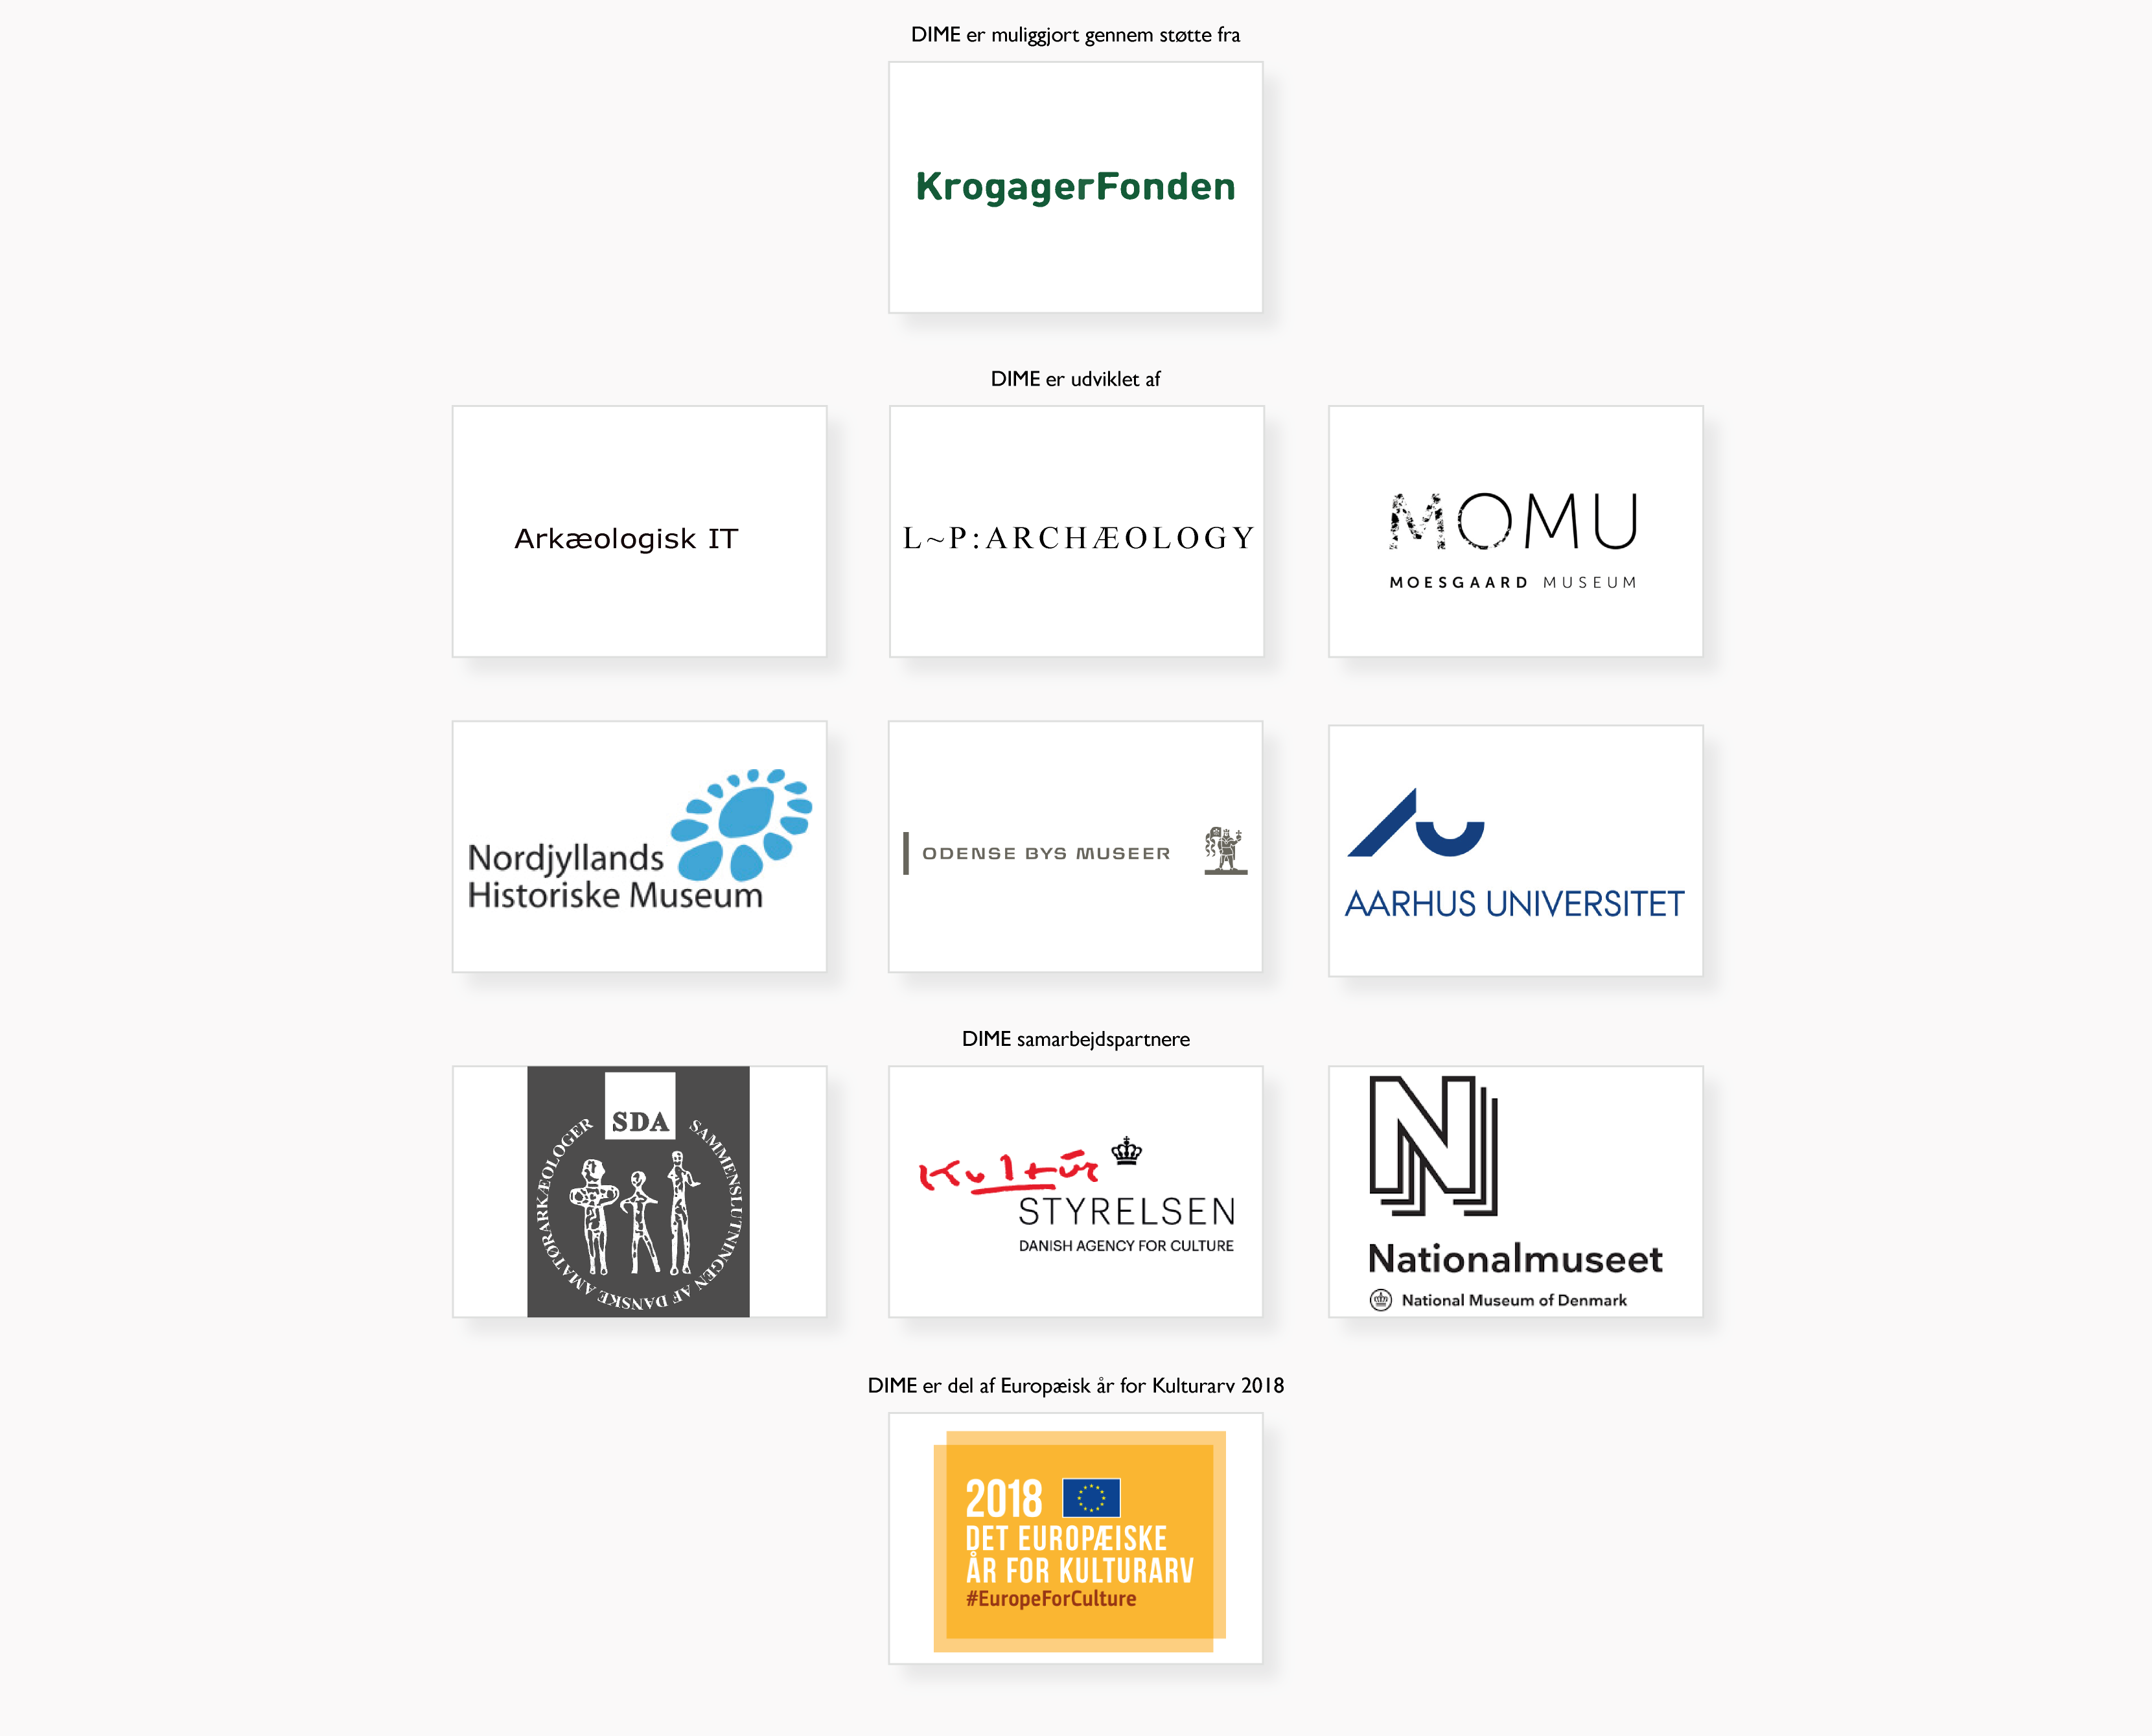 DIME er muliggjort gennem støtte fra
KrogagerFonden
DIME er udviklet af
Arkæologisk IT
L~P:ARCHÆOLOGY
MOMU
MOESGAARD MUSEUM
Nordjyllands
Historiske Museum
ODENSE BYS MUSEER
AARHUS UNIVERSITET
DIME samarbejdspartnere
SDA
SAMMENSLUTNINGEN AF DANSKE AMATØRARKÆOLOGER
Kultur
STYRELSEN
DANISH AGENCY FOR CULTURE
N
Nationalmuseet
National Museum of Denmark
DIME er del af Europæisk år for Kulturarv 2018
2018
DET EUROPÆISKE
ÅR FOR KULTURARV
#EuropeForCulture